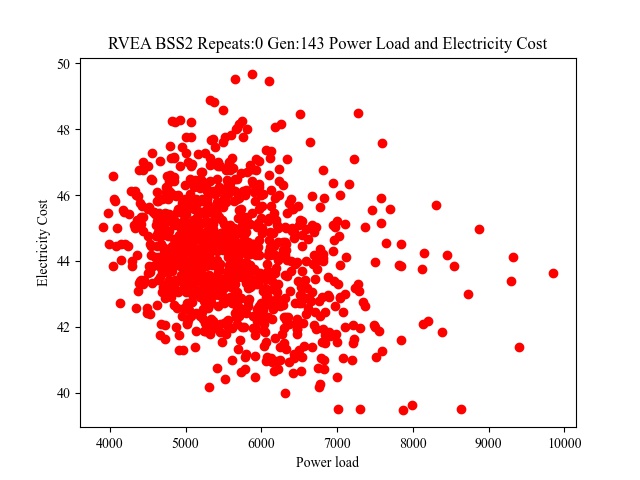 RVEA BSS2 Repeats:0 Gen:143 Power Load and Electricity Cost
50
48
46
44
42
40
Electricity Cost
4000 5000 6000 7000 8000 9000 10000
Power load